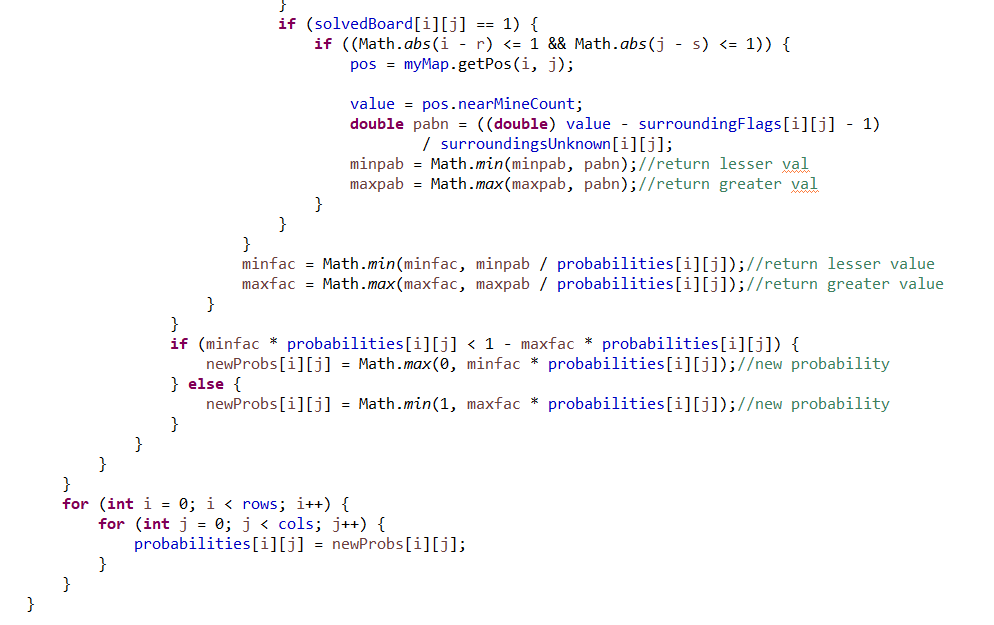 }
if (solvedBoard[i][j] == 1) {
if ((Math.abs(i - r) <= 1 && Math.abs(j - s) <= 1)) {
pos = myMap.getPos(i, j);
value = pos.nearMineCount;
double pabn = ((double) value - surroundingFlags[i][j] - 1)
/ surroundingsUnknown[i][j];
minpab = Math.min(minpab, pabn);//return lesser val
maxpab = Math.max(maxpab, pabn);//return greater val
}
}
}
minfac = Math.min(minfac, minpab / probabilities[i][j]);//return lesser value
maxfac = Math.max(maxfac, maxpab / probabilities[i][j]);//return greater value
}
}
if (minfac * probabilities[i][j] < 1 - maxfac * probabilities[i][j]) {
newProbs[i][j] = Math.max(0, minfac * probabilities[i][j]);//new probability
} else {
newProbs[i][j] = Math.min(1, maxfac * probabilities[i][j]);//new probability
}
}
}
}
for (int i = 0; i < rows; i++) {
for (int j = 0; j < cols; j++) {
probabilities[i][j] = newProbs[i][j];
}
}
}